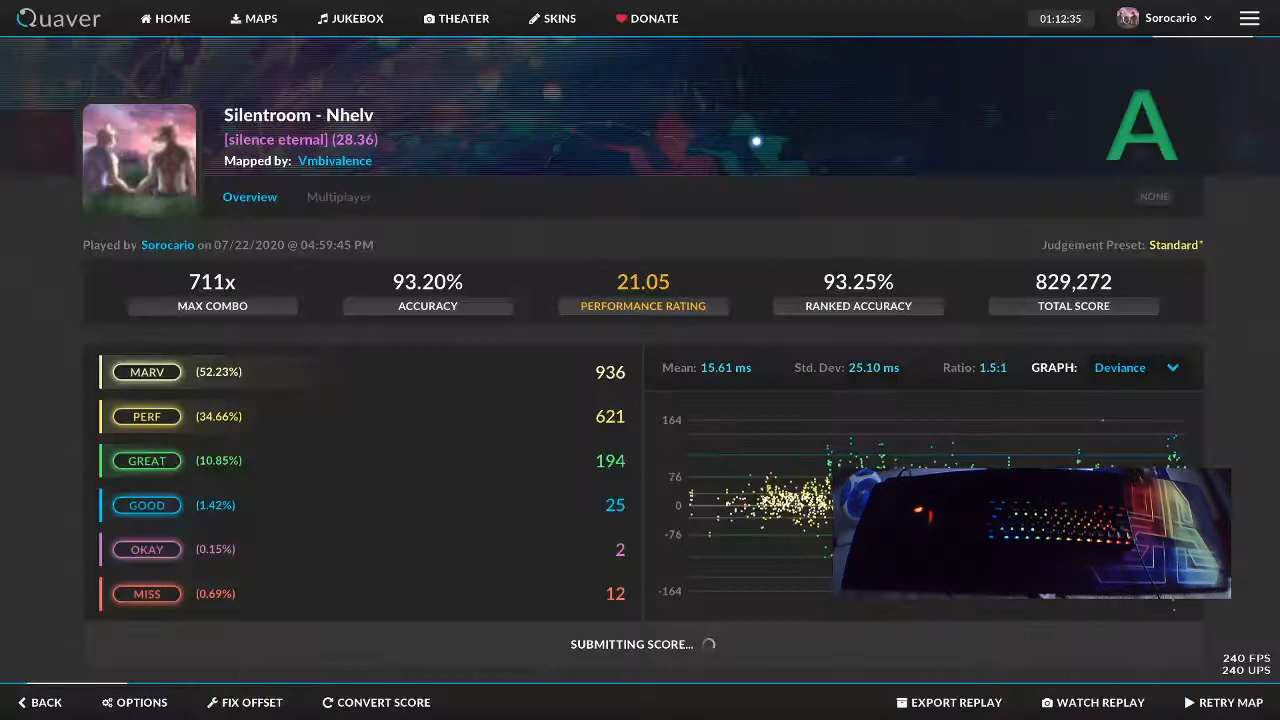 Quaver HOME MAPS JUKEBOX THEATER SKINS DONATE 01:12:35 Sorocario
Silentroom - Nhelv
[silence eternal] (28.36)
Mapped by: Vmbivalence
A
Overview Multiplayer NONE
Played by Sorocario on 07/22/2020 @ 04:59:45 PM Judgement Preset: Standard*
711x 93.20% 21.05 93.25% 829,272
MAX COMBO ACCURACY PERFORMANCE RATING RANKED ACCURACY TOTAL SCORE
MARV (52.23%) 936
PERF (34.66%) 621
GREAT (10.85%) 194
GOOD (1.42%) 25
OKAY (0.15%) 2
MISS (0.69%) 12
Mean: 15.61 ms Std. Dev: 25.10 ms Ratio: 1.5:1 GRAPH: Deviance
164
76
0
-76
-164
SUBMITTING SCORE...
240 FPS
240 UPS
BACK OPTIONS FIX OFFSET CONVERT SCORE EXPORT REPLAY WATCH REPLAY RETRY MAP